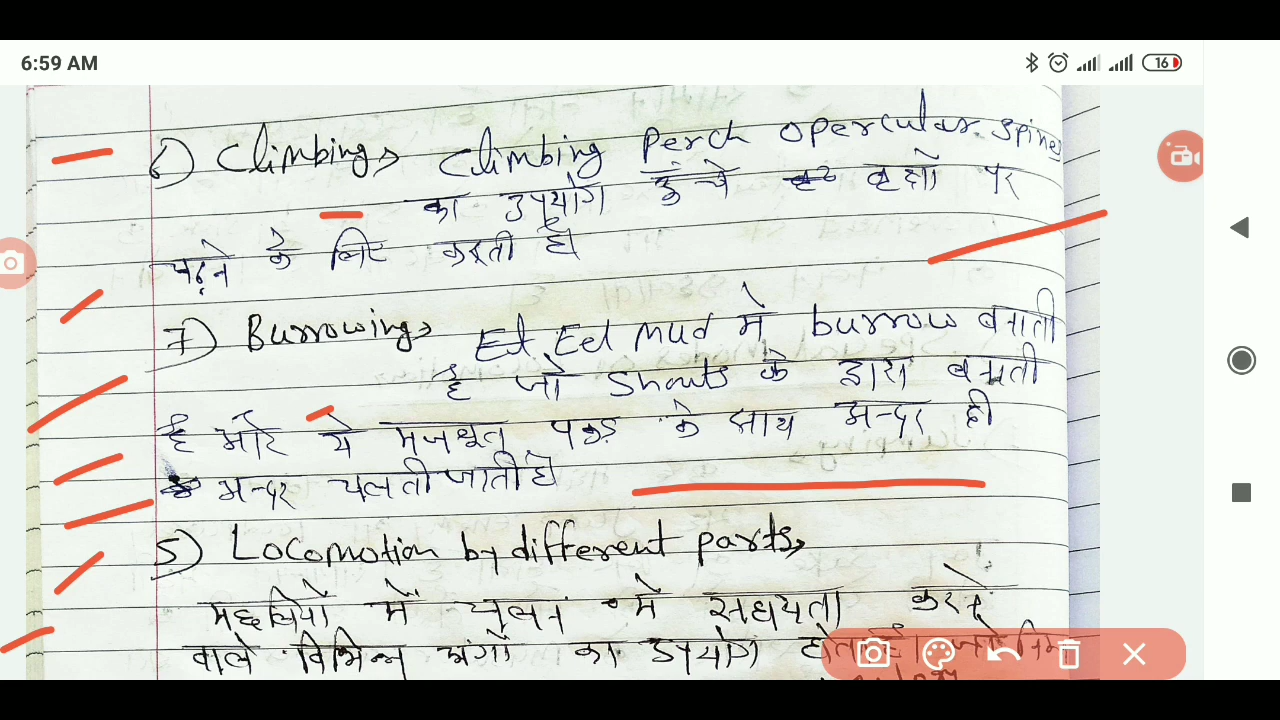 6:59 AM
16
6) Climbing→ Climbing Perch opercular spines
का उपयोग ऊंचे वृक्षो पर
चढ़ने के लिए करती है।
7) Burrowing→ Eel Mud मे burrow बनाती
है जो Snouts के द्वारा बनाती
है और ये मजबूत पकड़ के साथ अन्दर ही
अन्दर चलती जाती है।
5) Locomotion by different parts→
मछलियों में चलन मे सहायता करने
वाले विभिन्न अंगों का उपयोग होता है। जो निम्न